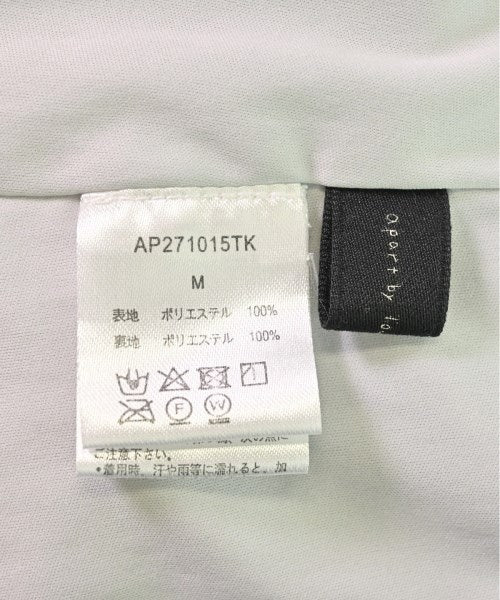 AP271015TK
M
表地 ポリエステル 100%
裏地 ポリエステル 100%
F
W
ご注意下さい。
・着用時、汗や雨等に濡れると、加
apart by